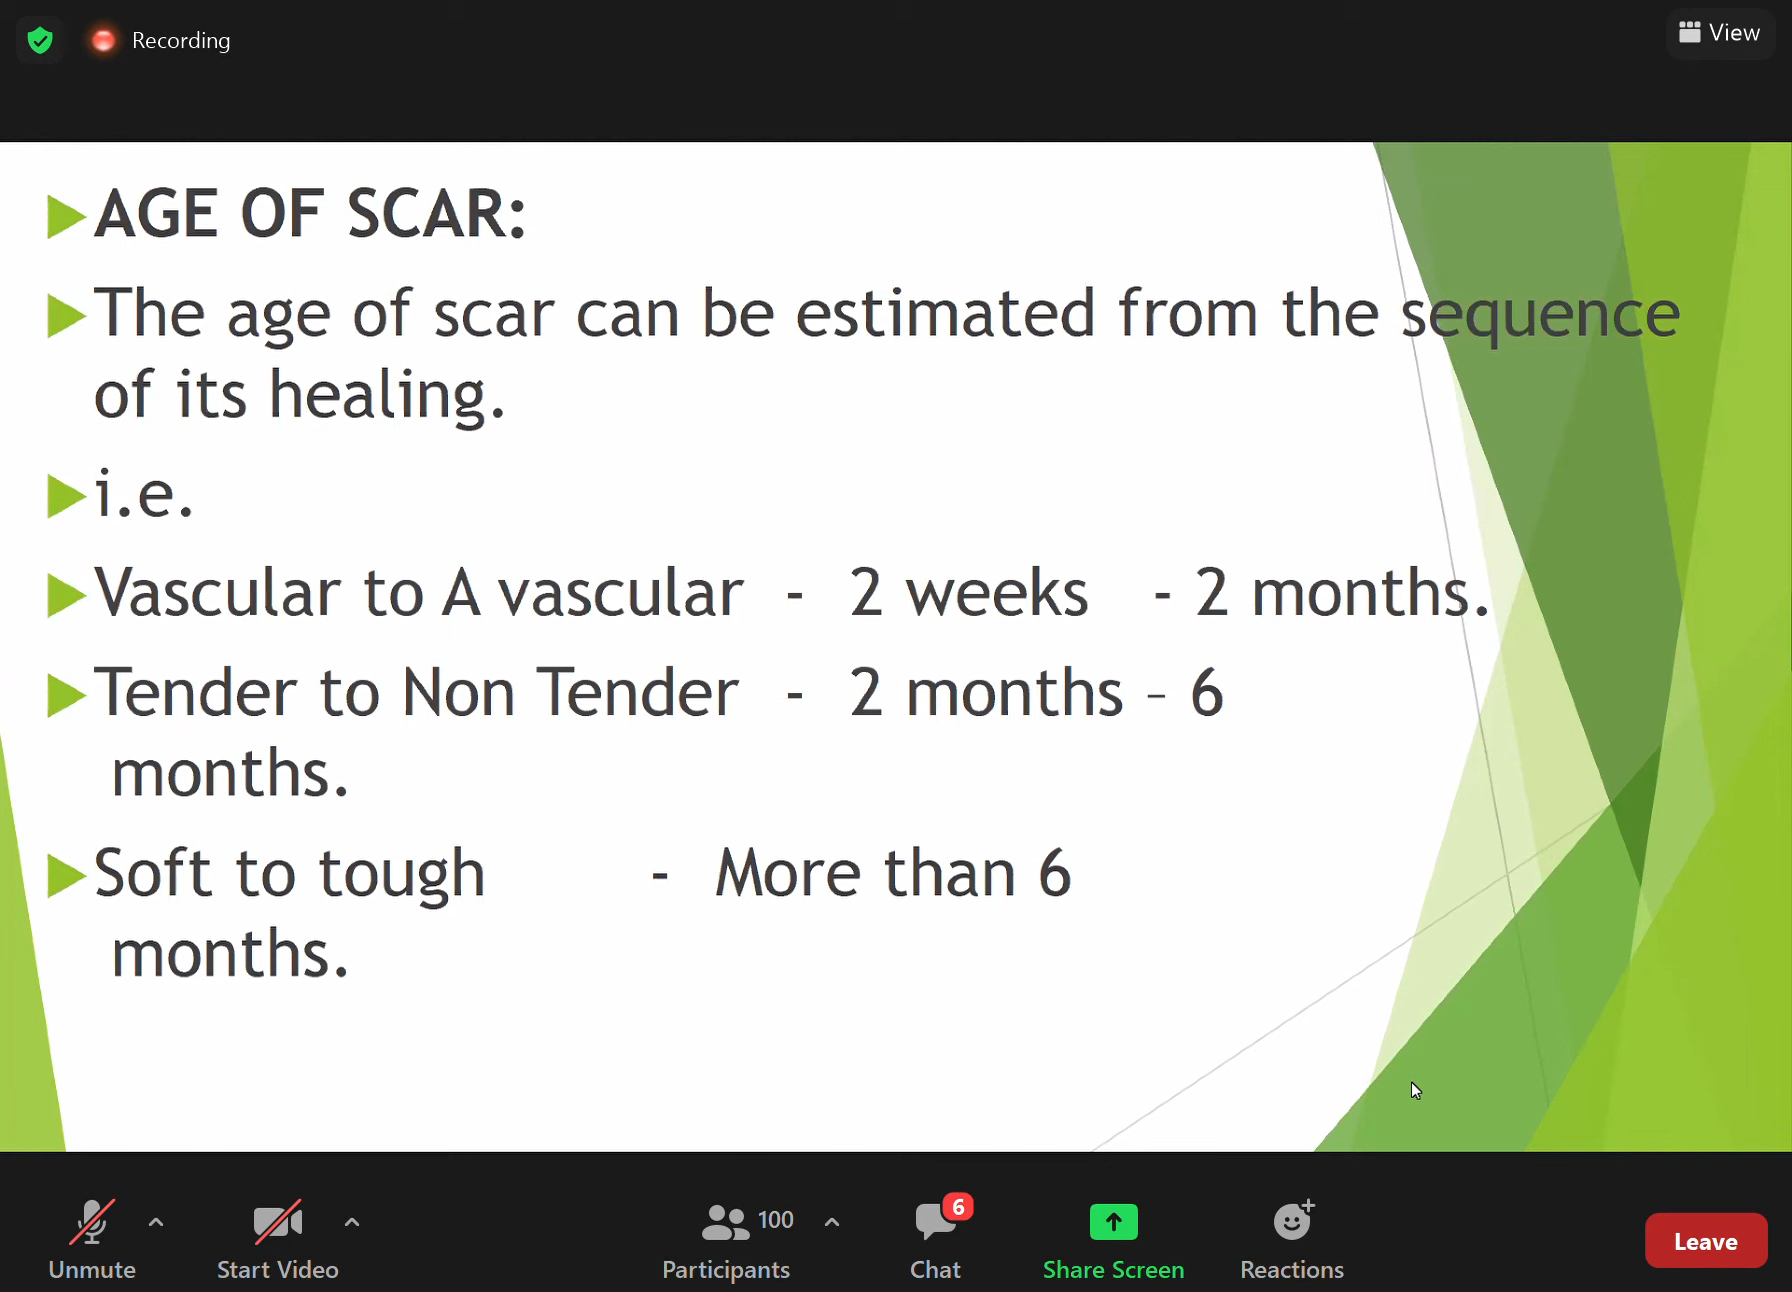 Recording
View
AGE OF SCAR:
The age of scar can be estimated from the sequence
of its healing.
i.e.
Vascular to A vascular - 2 weeks - 2 months.
Tender to Non Tender - 2 months – 6
months.
Soft to tough - More than 6
months.
100
6
Unmute
Start Video
Participants
Chat
Share Screen
Reactions
Leave